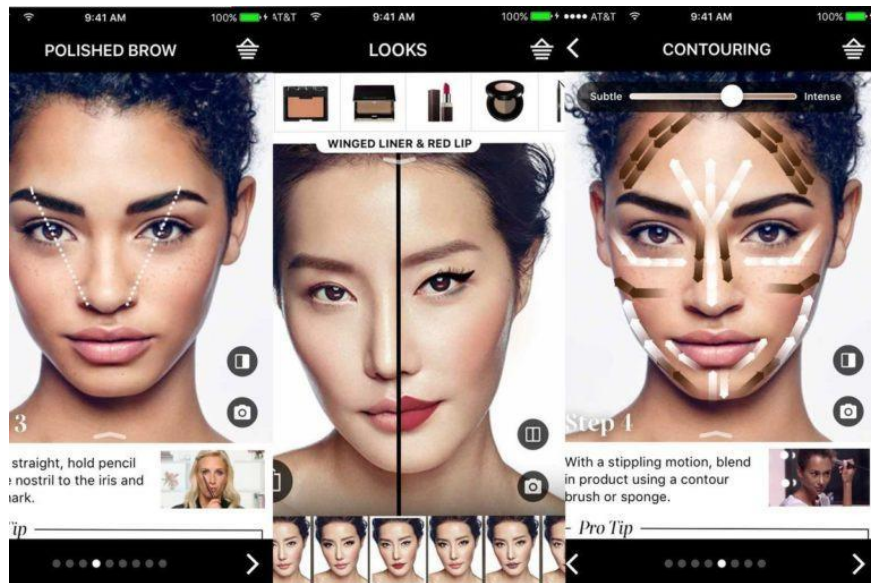 9:41 AM
100%
POLISHED BROW
3
straight, hold pencil
nostril to the iris and
AT&T
9:41 AM
100%
LOOKS
WINGED LINER & RED LIP
AT&T
9:41 AM
100%
CONTOURING
Subtle
Intense
Step 4
With a stippling motion, blend
in product using a contour
brush or sponge.
Pro Tip